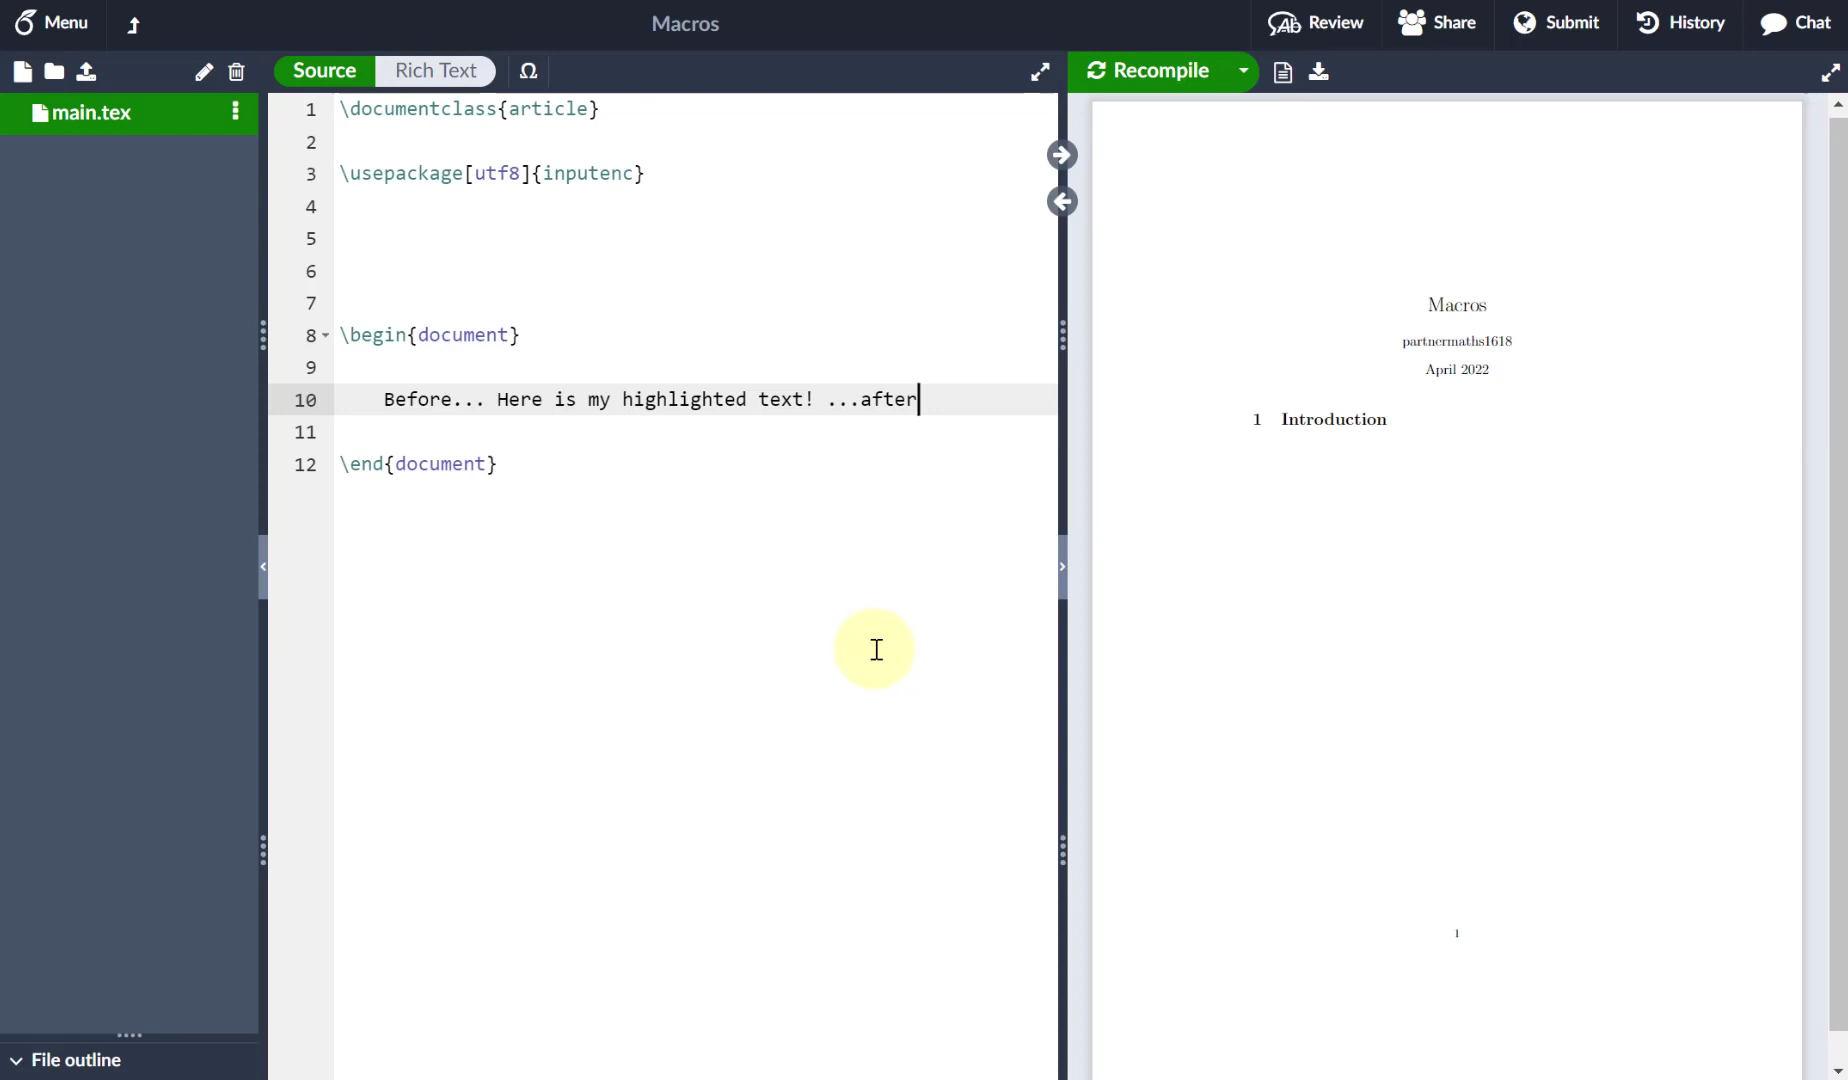 Menu
Macros
Review
Share
Submit
History
Chat
Source
Rich Text
Ω
Recompile
main.tex
1 \documentclass{article}
2
3 \usepackage[utf8]{inputenc}
4
5
6
7
8 \begin{document}
9
10 Before... Here is my highlighted text! ...after
11
12 \end{document}
File outline
Macros
partnermaths1618
April 2022
1 Introduction
1